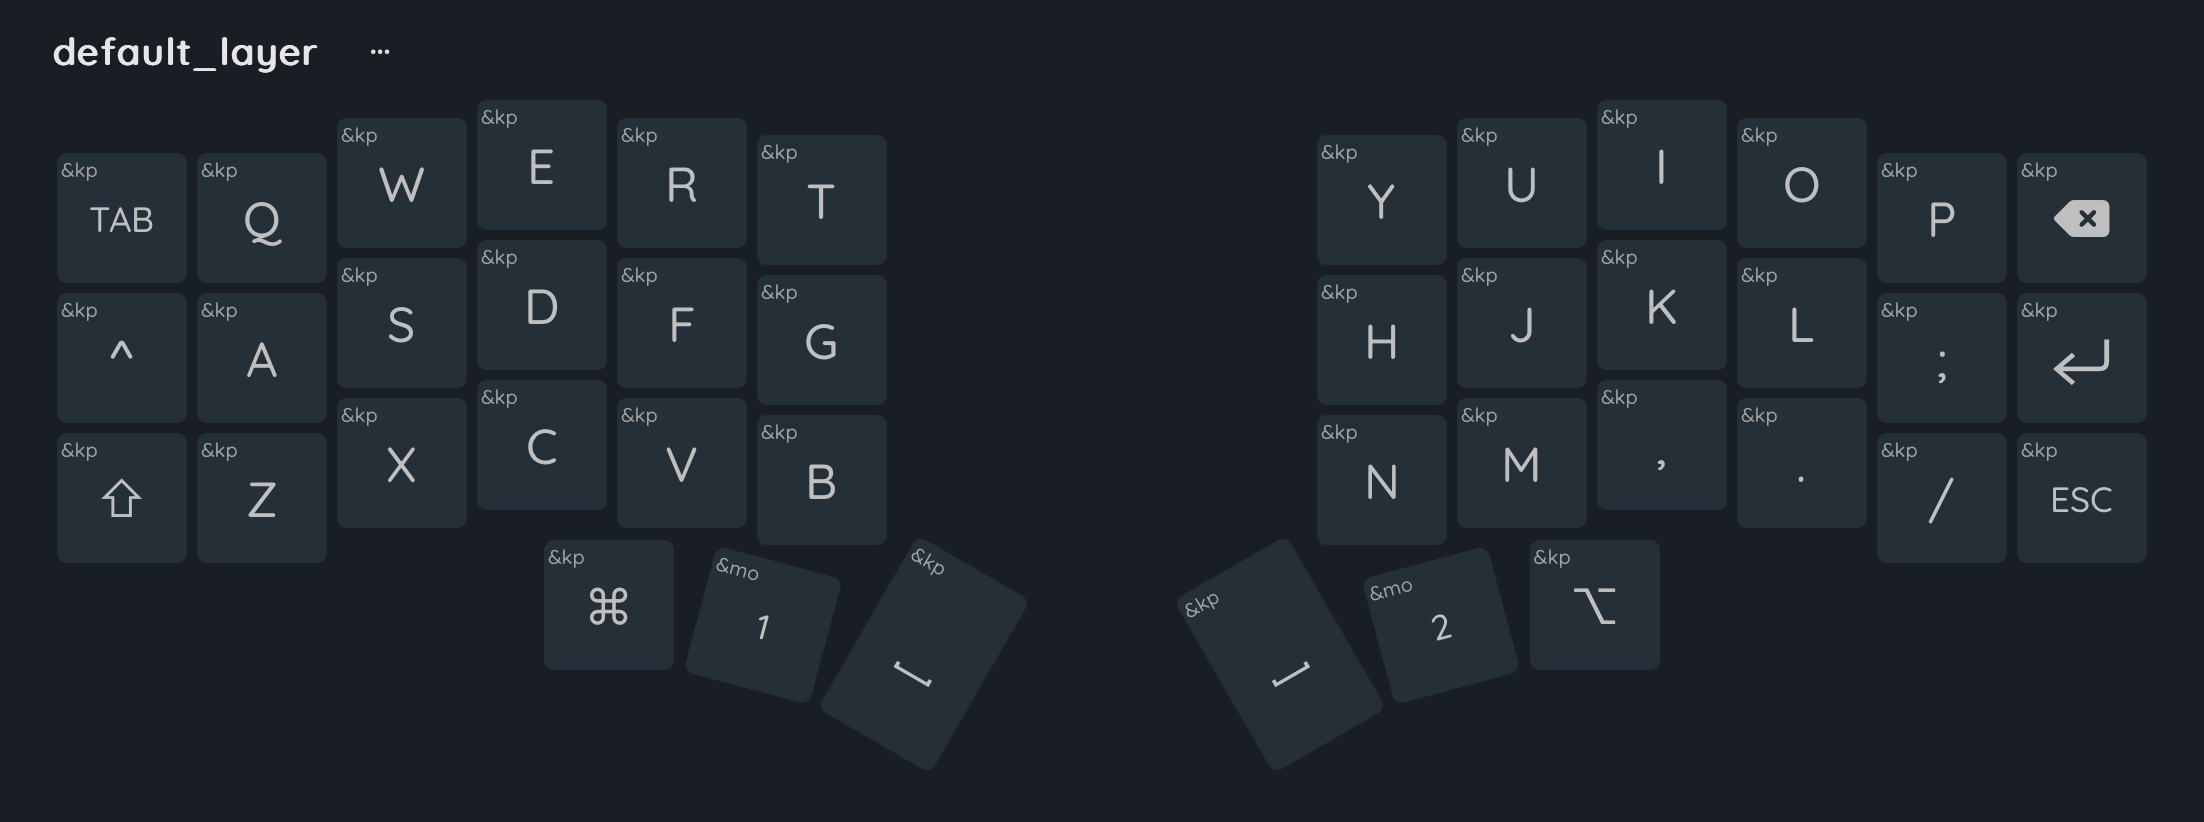 default_layer ...
&kp TAB &kp Q &kp W &kp E &kp R &kp T &kp Y &kp U &kp I &kp O &kp P &kp
&kp ^ &kp A &kp S &kp D &kp F &kp G &kp H &kp J &kp K &kp L &kp ; &kp
&kp ⇧ &kp Z &kp X &kp C &kp V &kp B &kp N &kp M &kp , &kp . &kp / &kp ESC
&kp ⌘ &mo 1 &kp &kp &mo 2 &kp ⌥